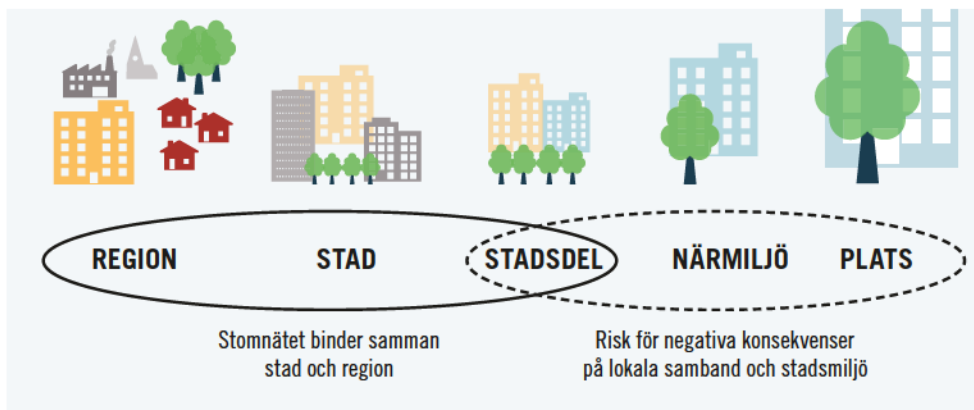 REGION STAD STADSDEL NÄRMILJÖ PLATS
Stomnätet binder samman
stad och region
Risk för negativa konsekvenser
på lokala samband och stadsmiljö